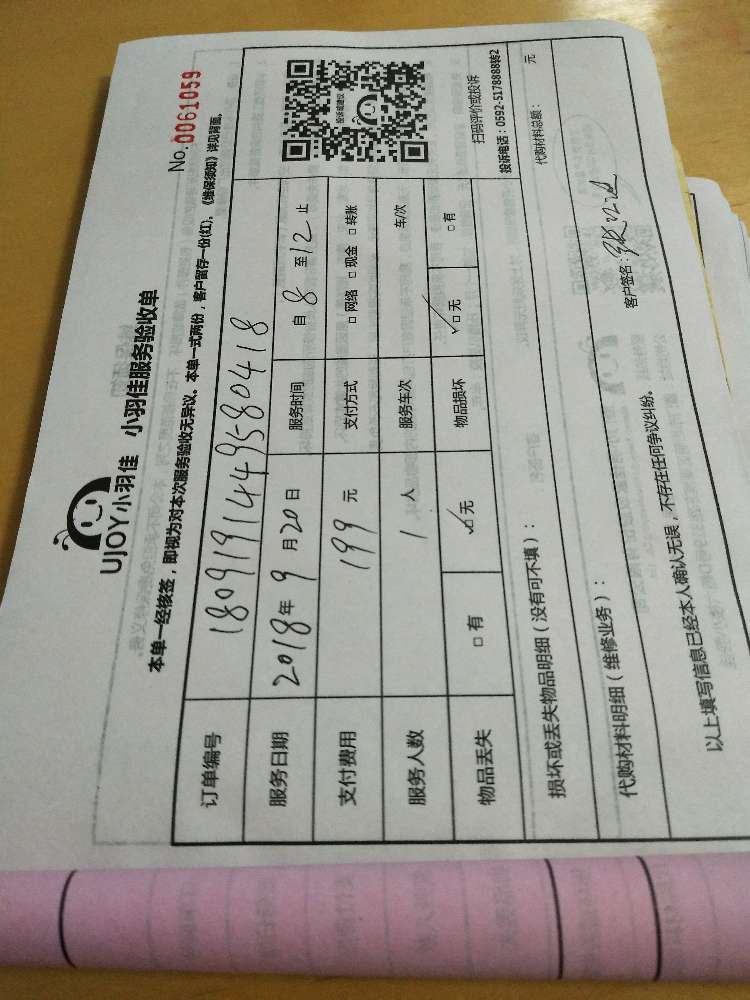 UJOY小羽佳 小羽佳服务验收单
No.0061059
本单一经核签，即视为对本次服务验收无异议。本单一式两份，客户留存一份(红)，《维保须知》详见背面。
订单编号 1809191449580418
服务日期 2018年9月20日 服务时间 自8至12止
支付费用 199元 支付方式 □网络 □现金 □转账
服务人数 1人 服务车次 车/次
物品丢失 □有 ✓□无 物品损坏 ✓□无 □有
投诉或建议
扫码评价或投诉
投诉电话：0592-5178888转2
损坏或丢失物品明细（没有可不填）：
代购材料明细（维修业务）： 代购材料总额： 元
以上填写信息已经本人确认无误，不存在任何争议纠纷。
客户签名：